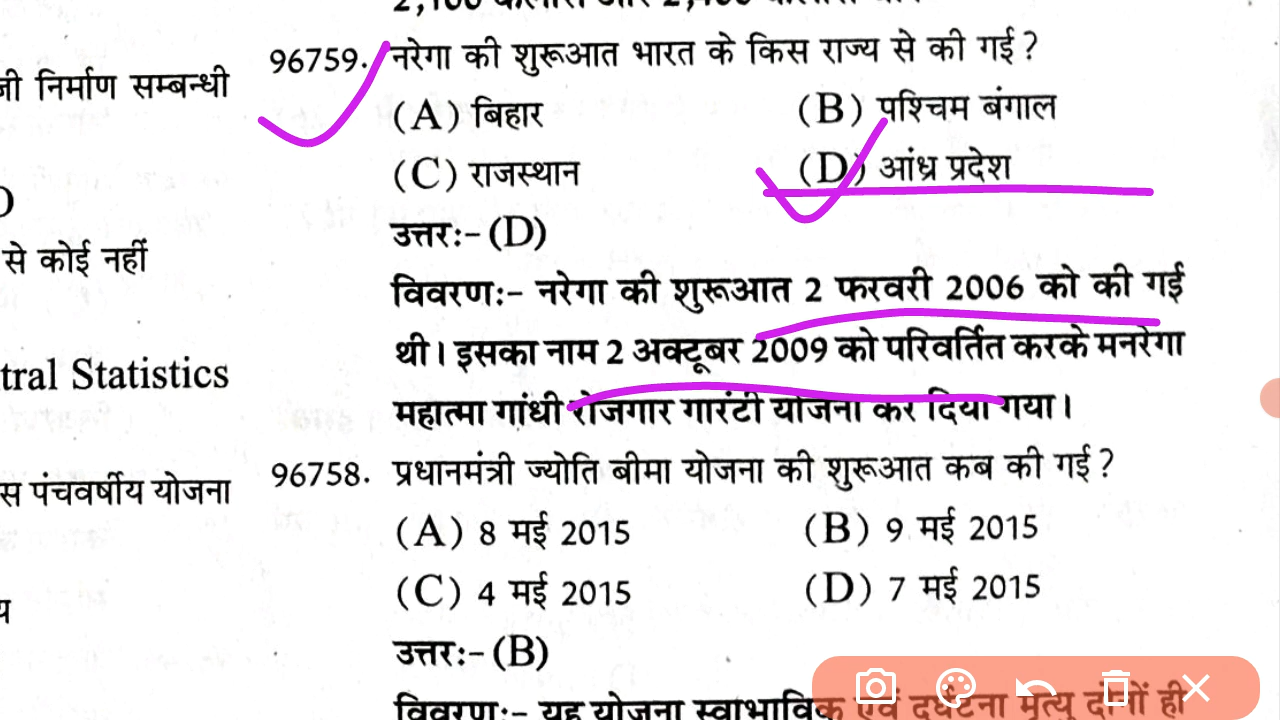 96759. नरेगा की शुरूआत भारत के किस राज्य से की गई?
जी निर्माण सम्बन्धी
(A) बिहार (B) पश्चिम बंगाल
(C) राजस्थान (D) आंध्र प्रदेश
उत्तरः- (D)
से कोई नहीं
विवरणः- नरेगा की शुरूआत 2 फरवरी 2006 को की गई
थी। इसका नाम 2 अक्टूबर 2009 को परिवर्तित करके मनरेगा
tral Statistics
महात्मा गांधी रोजगार गारंटी योजना कर दिया गया।
96758. प्रधानमंत्री ज्योति बीमा योजना की शुरूआत कब की गई?
स पंचवर्षीय योजना
(A) 8 मई 2015 (B) 9 मई 2015
(C) 4 मई 2015 (D) 7 मई 2015
य
उत्तरः- (B)
विवरणः- यह योजना स्वाभाविक एवं दुर्घटना मृत्यु दोनों ही